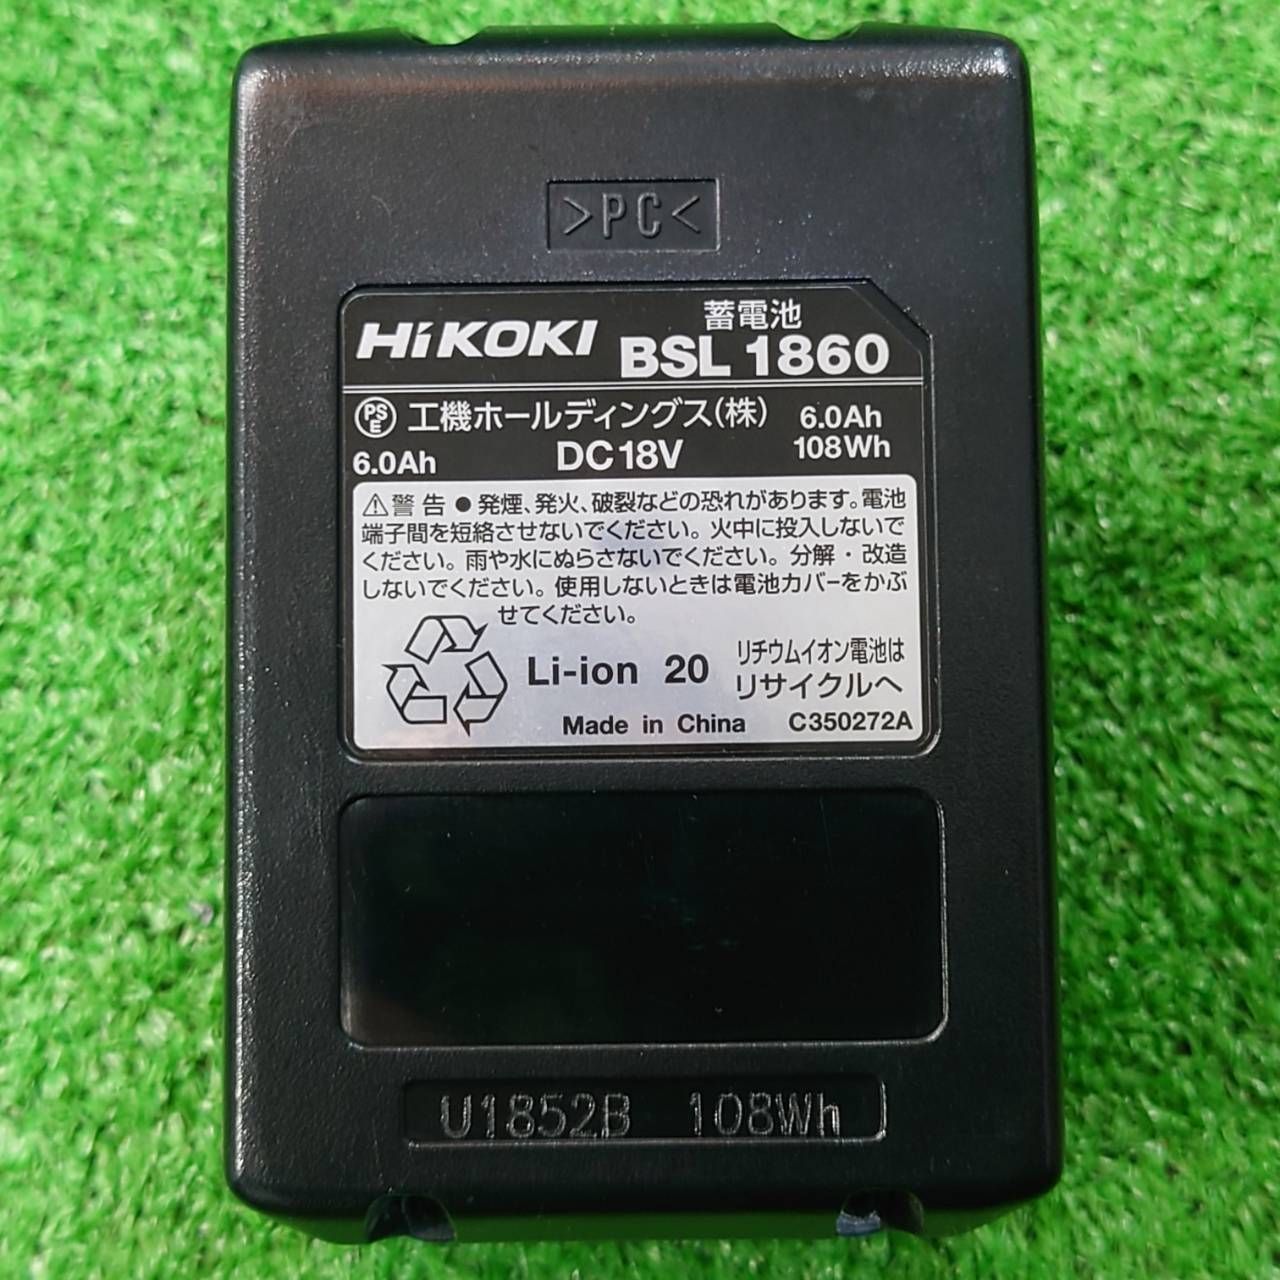 >PC<
蓄電池
HiKOKI BSL 1860
PSE 工機ホールディングス(株) 6.0Ah
6.0Ah DC18V 108Wh
⚠警告 ●発煙、発火、破裂などの恐れがあります。電池
端子間を短絡させないでください。火中に投入しないで
ください。雨や水にぬらさないでください。分解・改造
しないでください。使用しないときは電池カバーをかぶ
せてください。
Li-ion 20 リチウムイオン電池は
リサイクルへ
Made in China C350272A
U1852B 108Wh